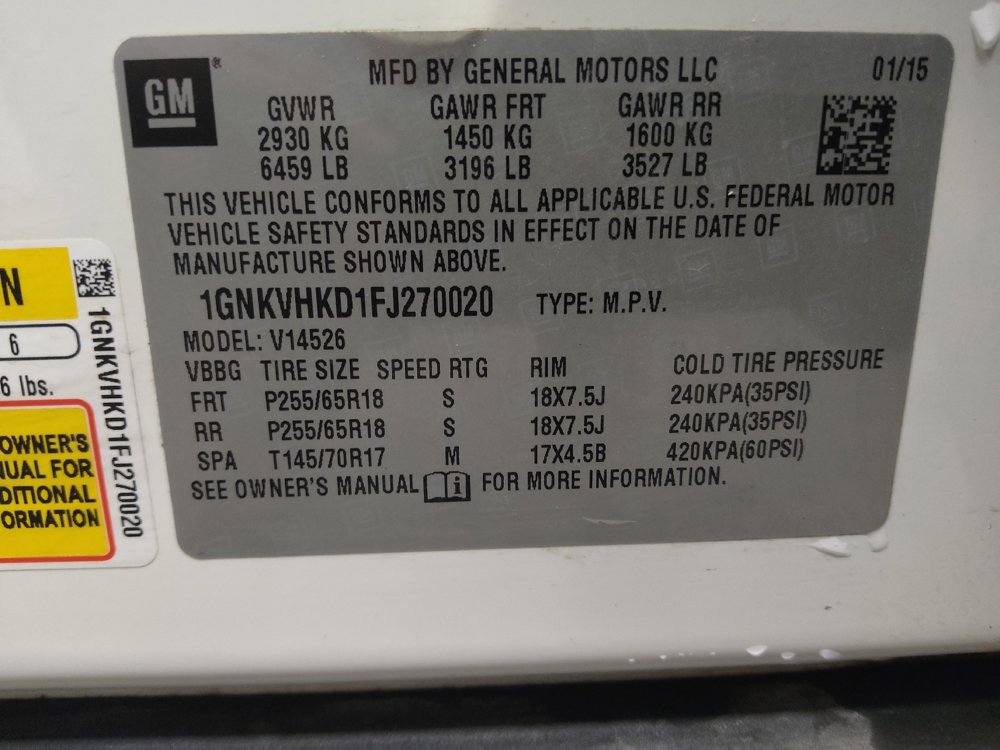 GM
MFD BY GENERAL MOTORS LLC 01/15
GVWR GAWR FRT GAWR RR
2930 KG 1450 KG 1600 KG
6459 LB 3196 LB 3527 LB
THIS VEHICLE CONFORMS TO ALL APPLICABLE U.S. FEDERAL MOTOR
VEHICLE SAFETY STANDARDS IN EFFECT ON THE DATE OF
MANUFACTURE SHOWN ABOVE.
1GNKVHKD1FJ270020 TYPE: M.P.V.
MODEL: V14526
VBBG TIRE SIZE SPEED RTG RIM COLD TIRE PRESSURE
FRT P255/65R18 S 18X7.5J 240KPA(35PSI)
RR P255/65R18 S 18X7.5J 240KPA(35PSI)
SPA T145/70R17 M 17X4.5B 420KPA(60PSI)
SEE OWNER'S MANUAL i FOR MORE INFORMATION.
N
6
6 lbs.
OWNER'S
UAL FOR
DITIONAL
ORMATION
1GNKVHKD1FJ270020